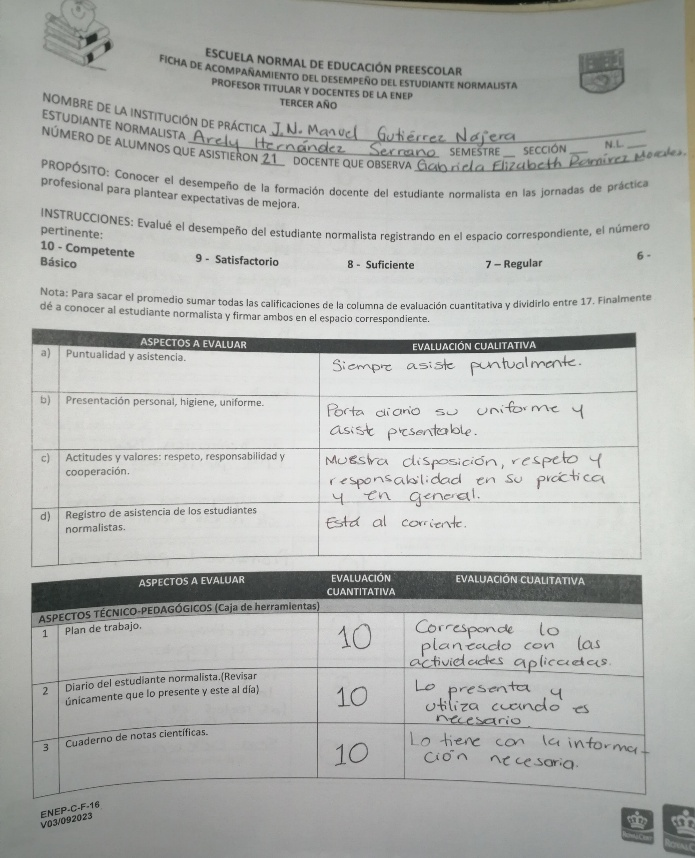 ESCUELA NORMAL DE EDUCACIÓN PREESCOLAR
FICHA DE ACOMPAÑAMIENTO DEL DESEMPEÑO DEL ESTUDIANTE NORMALISTA
PROFESOR TITULAR Y DOCENTES DE LA ENEP
TERCER AÑO
NOMBRE DE LA INSTITUCIÓN DE PRÁCTICA J.N. Manuel Gutiérrez Nájera
ESTUDIANTE NORMALISTA Arely Hernández Serrano SEMESTRE __ SECCIÓN __ N.L. __
NÚMERO DE ALUMNOS QUE ASISTIERON 21 DOCENTE QUE OBSERVA Gabriela Elizabeth Ramírez Morales.
PROPÓSITO: Conocer el desempeño de la formación docente del estudiante normalista en las jornadas de práctica
profesional para plantear expectativas de mejora.
INSTRUCCIONES: Evalué el desempeño del estudiante normalista registrando en el espacio correspondiente, el número
pertinente:
10 - Competente 9 - Satisfactorio 8 - Suficiente 7 – Regular 6 -
Básico
Nota: Para sacar el promedio sumar todas las calificaciones de la columna de evaluación cuantitativa y dividirlo entre 17. Finalmente
dé a conocer al estudiante normalista y firmar ambos en el espacio correspondiente.
ASPECTOS A EVALUAR EVALUACIÓN CUALITATIVA
a) Puntualidad y asistencia. Siempre asiste puntualmente.
b) Presentación personal, higiene, uniforme. Porta diario su uniforme y
asiste presentable.
c) Actitudes y valores: respeto, responsabilidad y
cooperación.
Muestra disposición, respeto y
responsabilidad en su práctica
y en general.
d) Registro de asistencia de los estudiantes
normalistas.
Está al corriente.
ASPECTOS A EVALUAR EVALUACIÓN
CUANTITATIVA
EVALUACIÓN CUALITATIVA
ASPECTOS TÉCNICO-PEDAGÓGICOS (Caja de herramientas)
1 Plan de trabajo. 10 Corresponde lo
planeado con las
actividades aplicadas.
2 Diario del estudiante normalista.(Revisar
únicamente que lo presente y este al día)
10 Lo presenta y
utiliza cuando es
necesario
3 Cuaderno de notas científicas. 10 Lo tiene con la informa-
ción necesaria.
ENEP-C-F-16
V03/092023